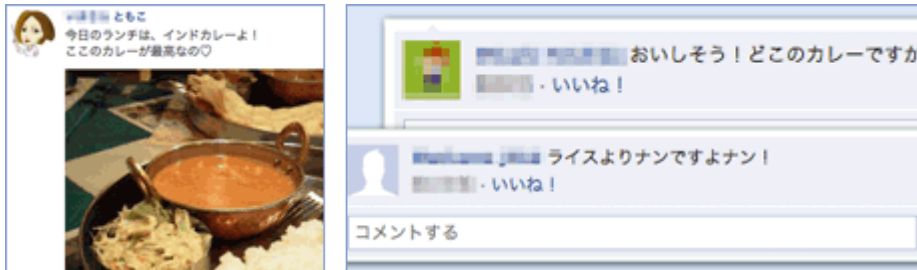 ともこ
今日のランチは、インドカレーよ！
ここのカレーが最高なの♡
おいしそう！どこのカレーですか
・いいね！
ライスよりナンですよナン！
・いいね！
コメントする